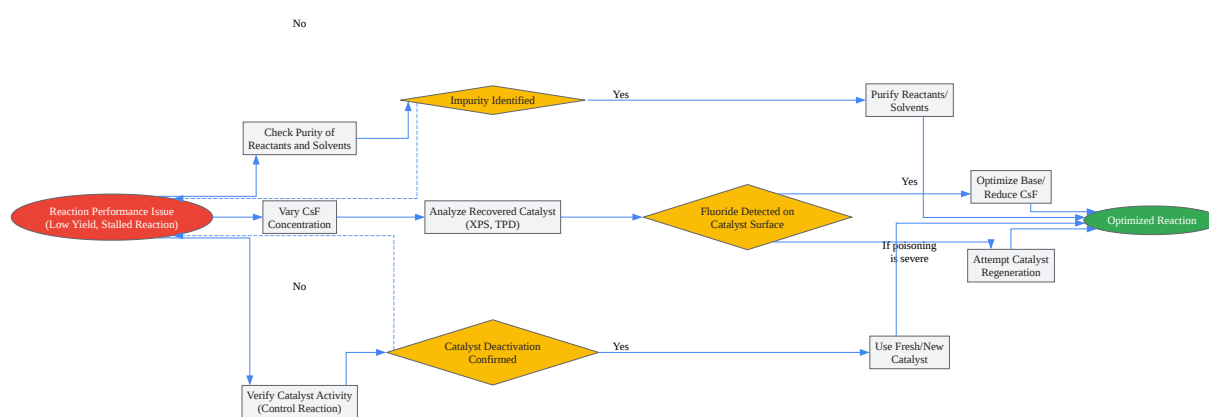 No
Impurity Identified
Yes
Purify Reactants/
Solvents
Check Purity of
Reactants and Solvents
Reaction Performance Issue
(Low Yield, Stalled Reaction)
Vary CsF
Concentration
Analyze Recovered Catalyst
(XPS, TPD)
Fluoride Detected on
Catalyst Surface
Yes
Optimize Base/
Reduce CsF
Optimized Reaction
If poisoning
is severe
Attempt Catalyst
Regeneration
No
Catalyst Deactivation
Confirmed
Yes
Use Fresh/New
Catalyst
Verify Catalyst Activity
(Control Reaction)